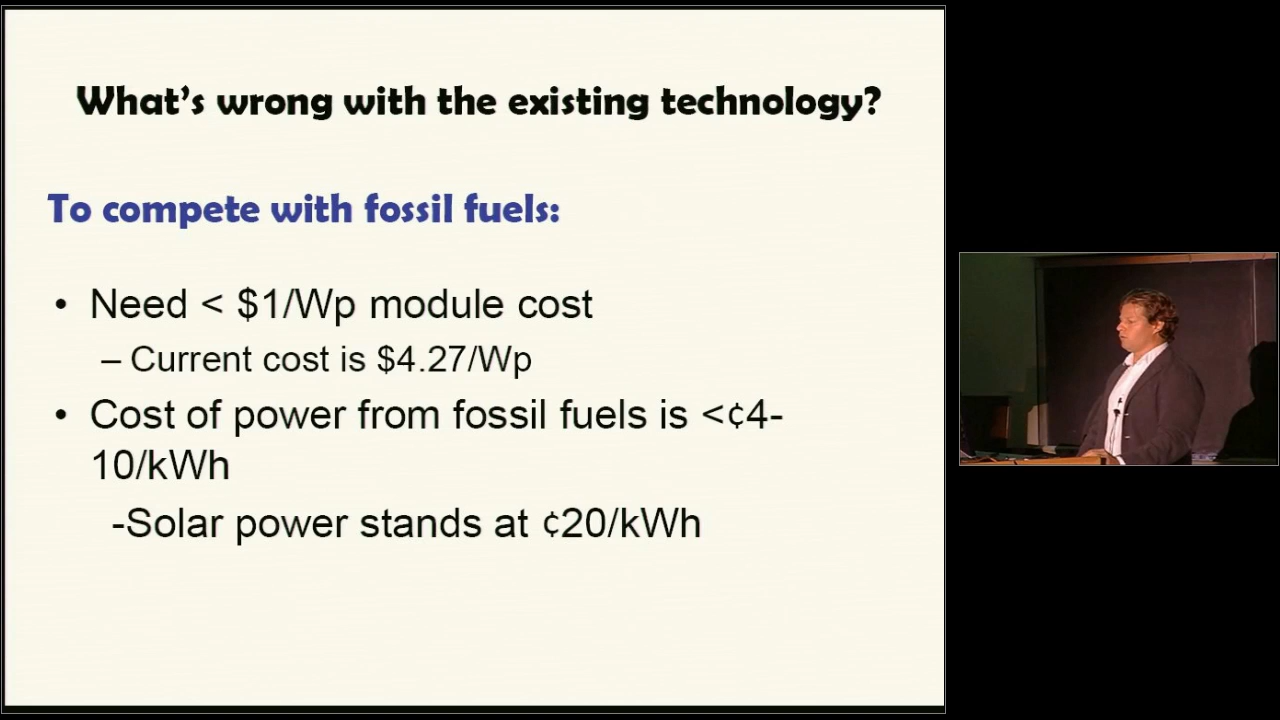 What's wrong with the existing technology?
To compete with fossil fuels:
• Need < $1/Wp module cost
– Current cost is $4.27/Wp
• Cost of power from fossil fuels is <¢4-
10/kWh
-Solar power stands at ¢20/kWh